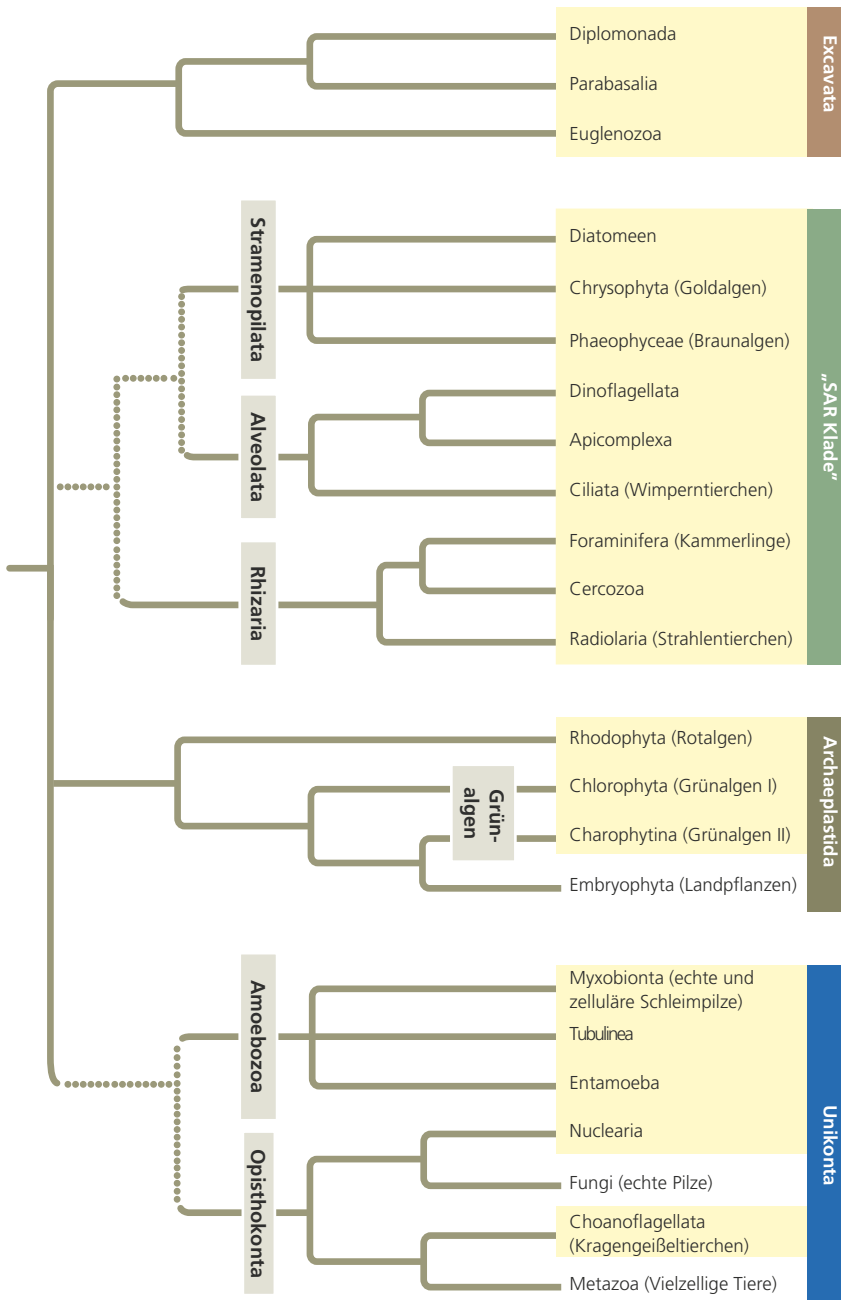 Diplomonada
Parabasalia
Euglenozoa
Excavata
Stramenopilata
Diatomeen
Chrysophyta (Goldalgen)
Phaeophyceae (Braunalgen)
Alveolata
Dinoflagellata
Apicomplexa
Ciliata (Wimperntierchen)
Rhizaria
Foraminifera (Kammerlinge)
Cercozoa
Radiolaria (Strahlentierchen)
„SAR Klade”
Rhodophyta (Rotalgen)
Grün-
algen
Chlorophyta (Grünalgen I)
Charophytina (Grünalgen II)
Embryophyta (Landpflanzen)
Archaeplastida
Amoebozoa
Myxobionta (echte und
zelluläre Schleimpilze)
Tubulinea
Entamoeba
Opisthokonta
Nuclearia
Fungi (echte Pilze)
Choanoflagellata
(Kragengeißeltierchen)
Metazoa (Vielzellige Tiere)
Unikonta